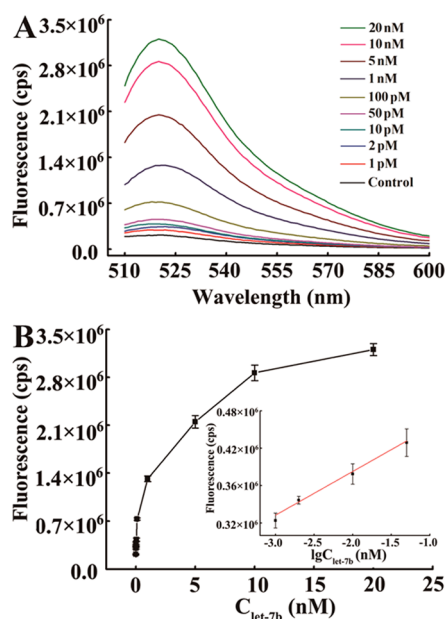 A
3.5×10⁶
2.8×10⁶
2.1×10⁶
1.4×10⁶
0.7×10⁶
0.0
Fluorescence (cps)
20 nM
10 nM
5 nM
1 nM
100 pM
50 pM
10 pM
2 pM
1 pM
Control
510 525 540 555 570 585 600
Wavelength (nm)
B
3.5×10⁶
2.8×10⁶
2.1×10⁶
1.4×10⁶
0.7×10⁶
0.0
Fluorescence (cps)
0.48×10⁶
0.42×10⁶
0.36×10⁶
0.32×10⁶
Fluorescence (cps)
-3.0 -2.5 -2.0 -1.5 -1.0
lgC let-7b (nM)
0 5 10 15 20 25
C let-7b (nM)